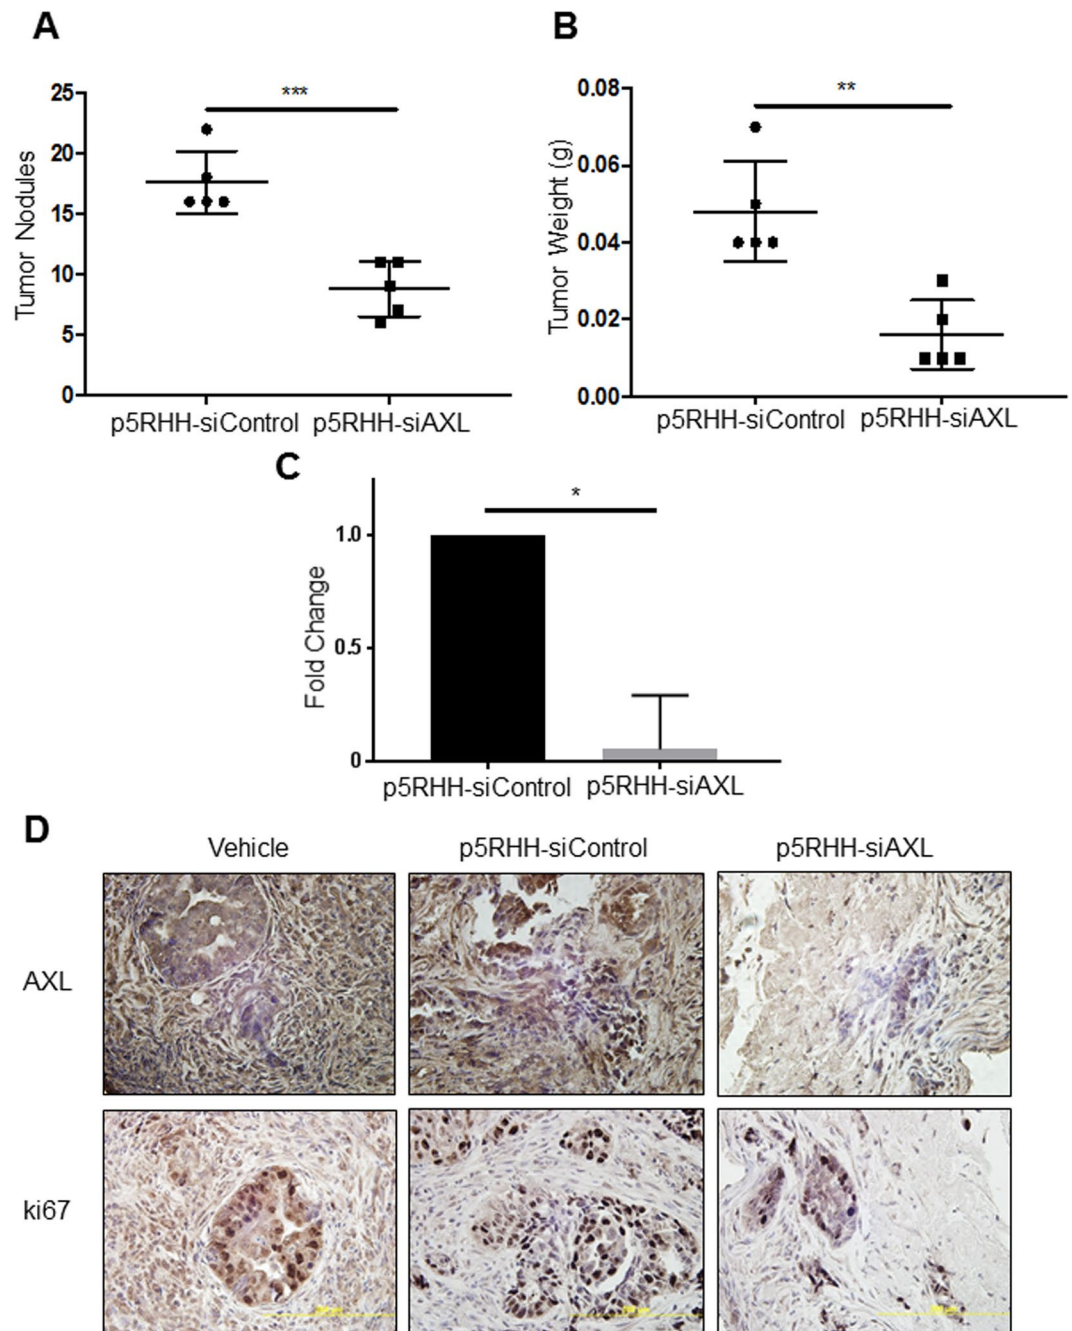 A
B
***
**
Tumor Nodules
25
20
15
10
5
0
p5RHH-siControl
p5RHH-siAXL
Tumor Weight (g)
0.08
0.06
0.04
0.02
0.00
p5RHH-siControl
p5RHH-siAXL
C
*
Fold Change
1.0
0.5
0
p5RHH-siControl
p5RHH-siAXL
D
Vehicle
p5RHH-siControl
p5RHH-siAXL
AXL
ki67